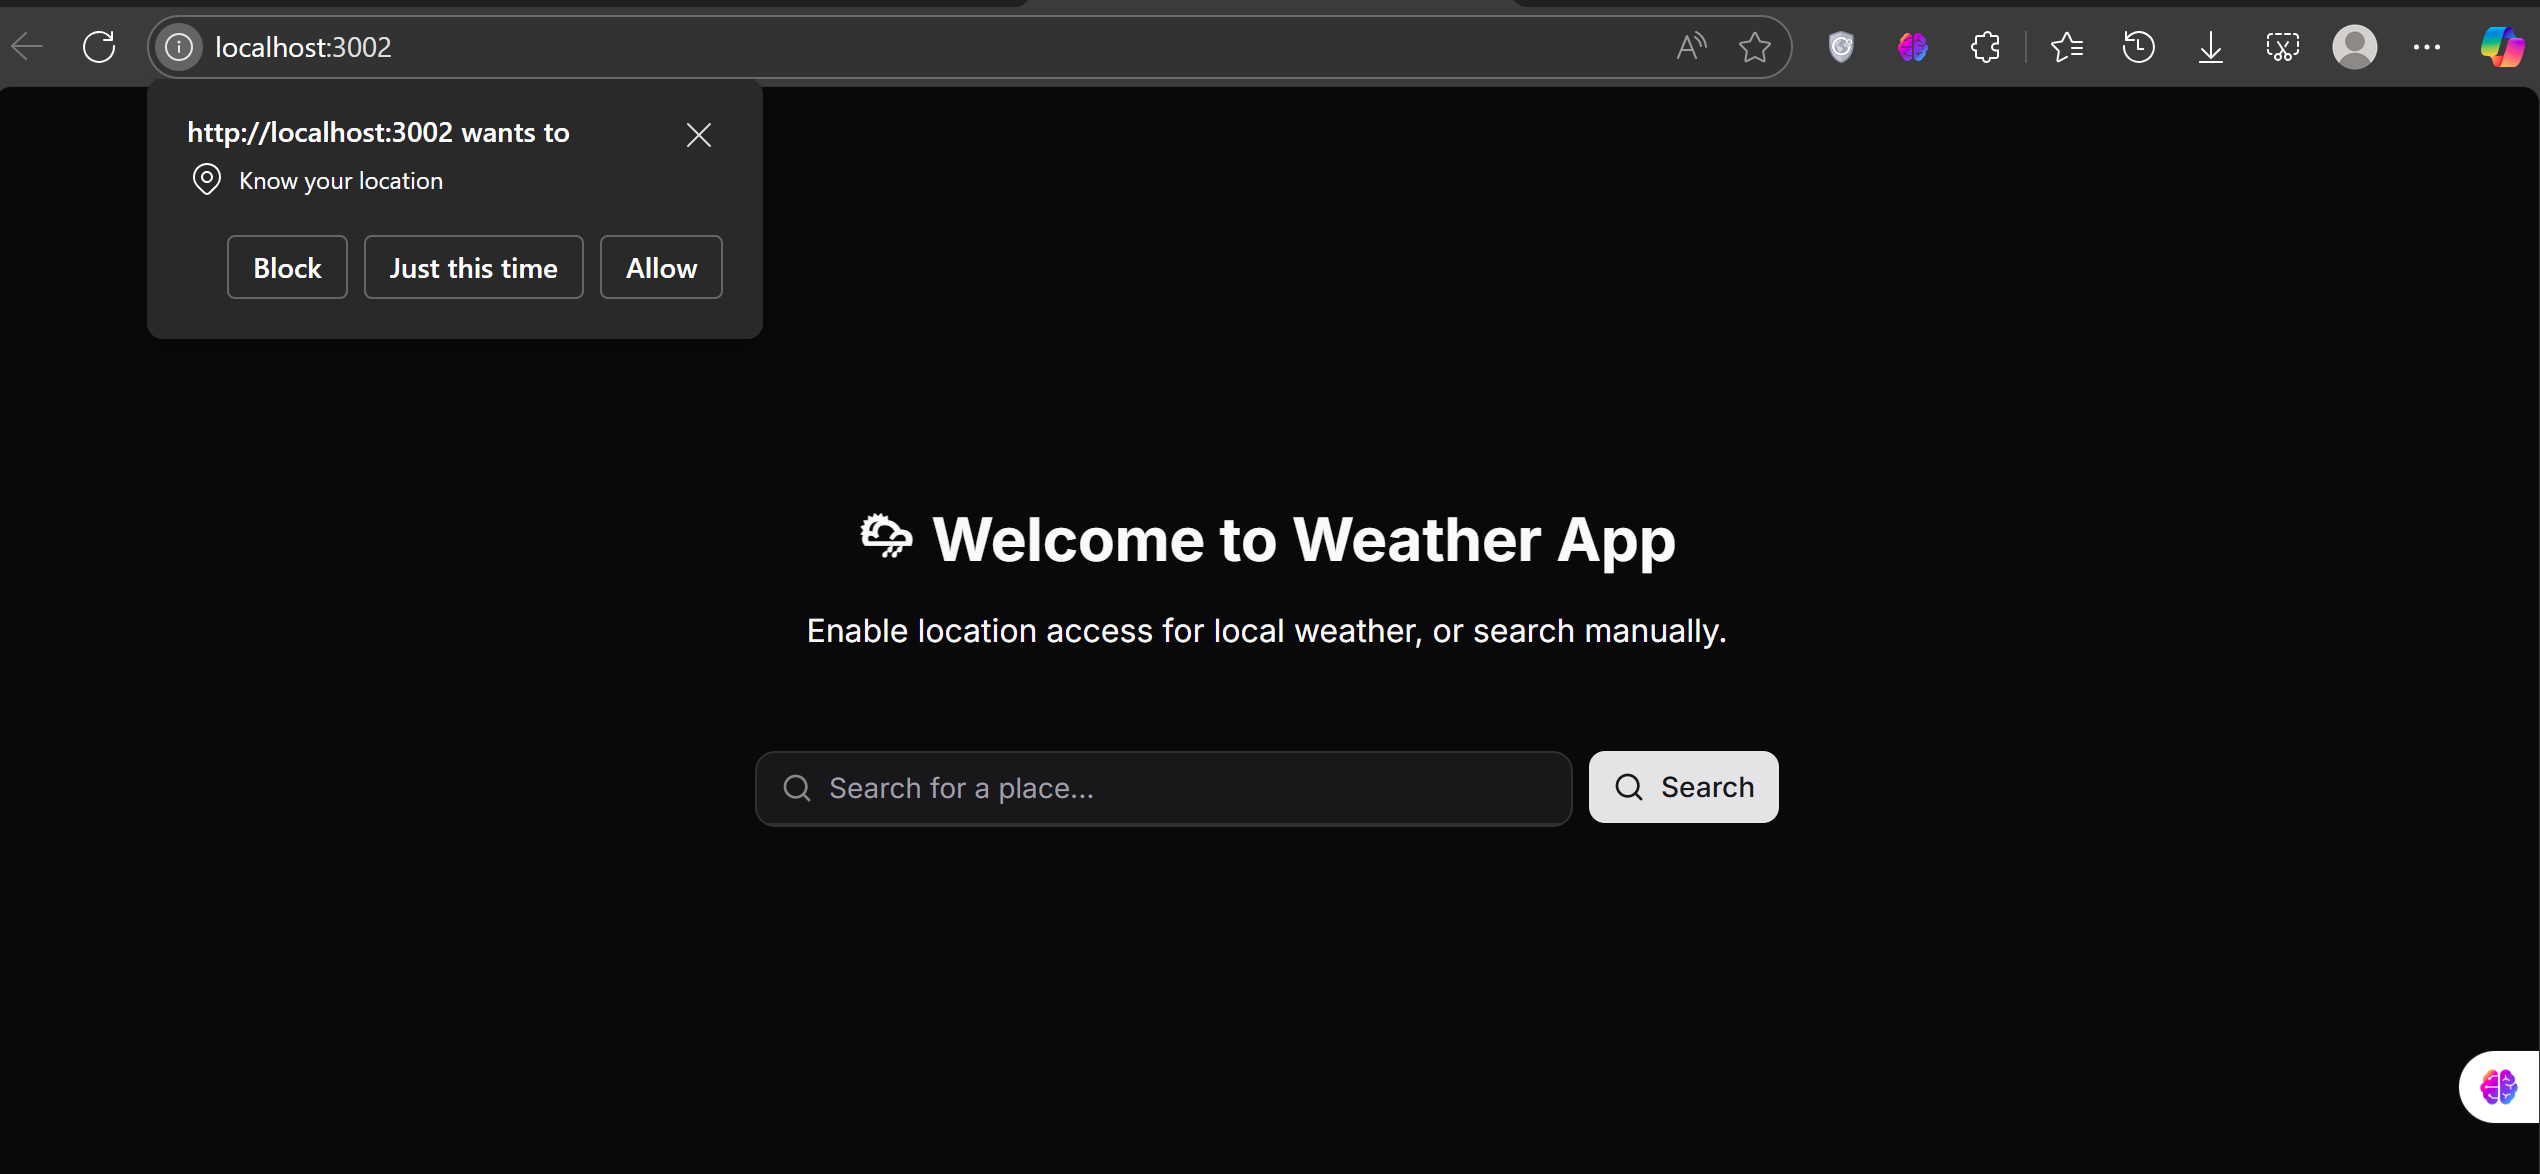 localhost:3002
http://localhost:3002 wants to
Know your location
Block Just this time Allow
Welcome to Weather App
Enable location access for local weather, or search manually.
Search for a place... Search